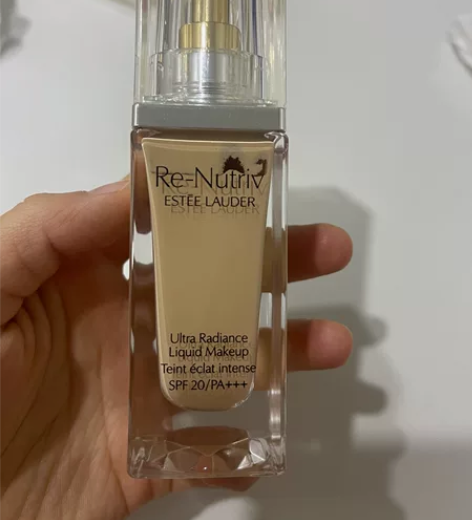 Re-Nutriv
ESTĒE LAUDER
Ultra Radiance
Liquid Makeup
Teint éclat intense
SPF 20/PA+++